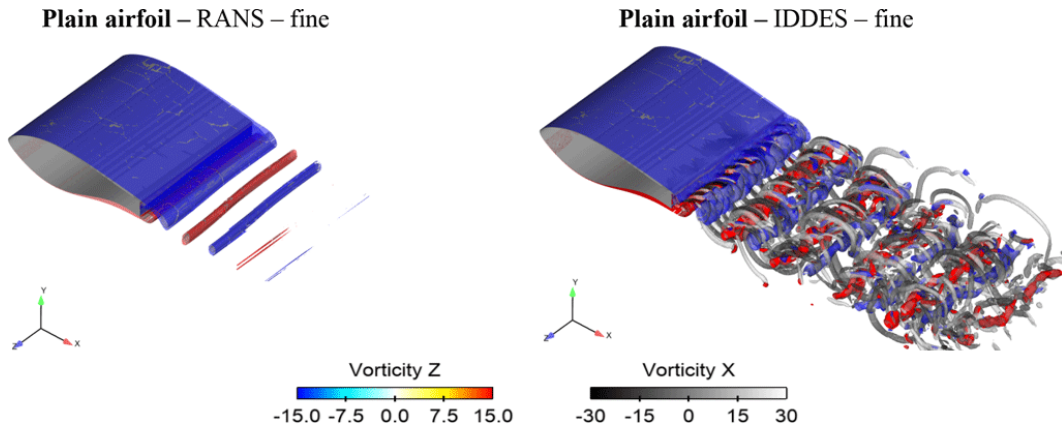 Plain airfoil – RANS – fine
Plain airfoil – IDDES – fine
Y
X
Z
Y
X
Z
Vorticity Z
-15.0 -7.5 0.0 7.5 15.0
Vorticity X
-30 -15 0 15 30